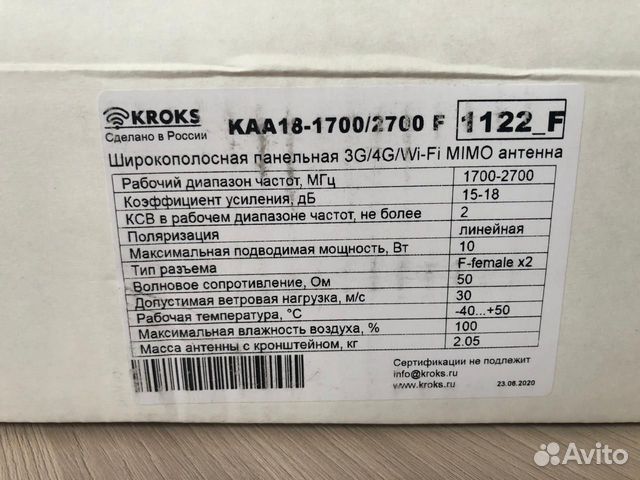 KROKS
Сделано в России
KAA18-1700/2700 F
1122_F
Широкополосная панельная 3G/4G/Wi-Fi MIMO антенна
Рабочий диапазон частот, МГц 1700-2700
Коэффициент усиления, дБ 15-18
КСВ в рабочем диапазоне частот, не более 2
Поляризация линейная
Максимальная подводимая мощность, Вт 10
Тип разъема F-female x2
Волновое сопротивление, Ом 50
Допустимая ветровая нагрузка, м/с 30
Рабочая температура, °C -40...+50
Максимальная влажность воздуха, % 100
Масса антенны с кронштейном, кг 2.05
Сертификации не подлежит
info@kroks.ru
www.kroks.ru 23.06.2020
Avito